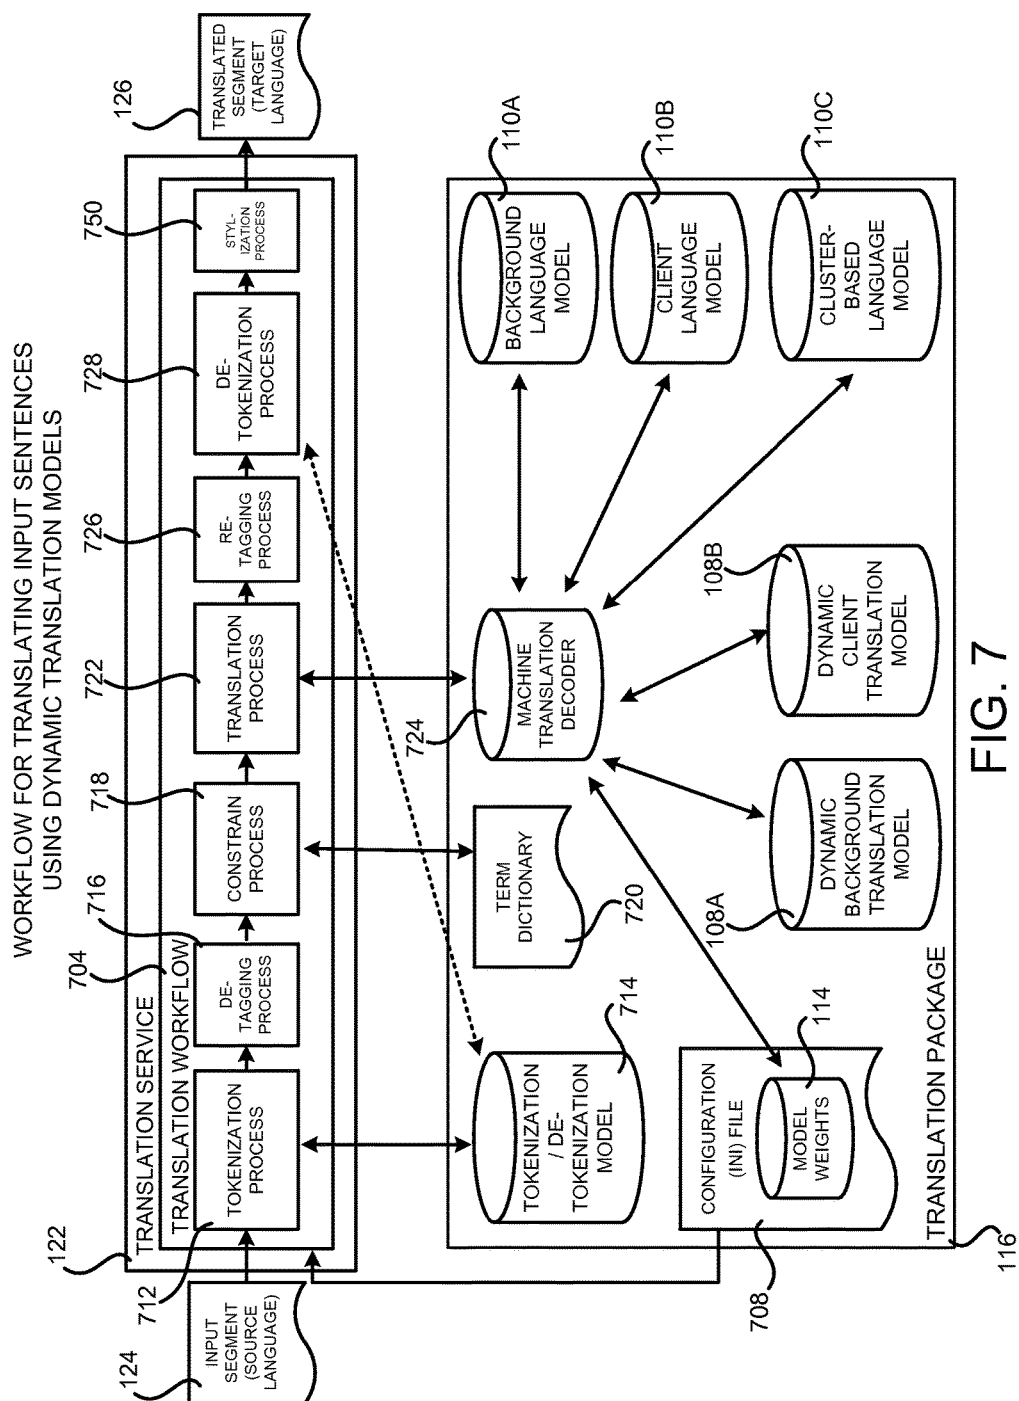 WORKFLOW FOR TRANSLATING INPUT SENTENCES
USING DYNAMIC TRANSLATION MODELS
124
INPUT
SEGMENT
(SOURCE
LANGUAGE)
122
TRANSLATION SERVICE
704
TRANSLATION WORKFLOW
712
TOKENIZATION
PROCESS
716
DE-
TAGGING
PROCESS
718
CONSTRAIN
PROCESS
722
TRANSLATION
PROCESS
726
RE-
TAGGING
PROCESS
728
DE-
TOKENIZATION
PROCESS
750
STYL-
IZATION
PROCESS
126
TRANSLATED
SEGMENT
(TARGET
LANGUAGE)
TOKENIZATION
/ DE-
TOKENIZATION
MODEL
714
TERM
DICTIONARY
720
724
MACHINE
TRANSLATION
DECODER
BACKGROUND
LANGUAGE
MODEL
110A
CLIENT
LANGUAGE
MODEL
110B
CLUSTER-
BASED
LANGUAGE
MODEL
110C
708
CONFIGURATION
(INI) FILE
MODEL
WEIGHTS
114
108A
DYNAMIC
BACKGROUND
TRANSLATION
MODEL
108B
DYNAMIC
CLIENT
TRANSLATION
MODEL
TRANSLATION PACKAGE
116
FIG. 7